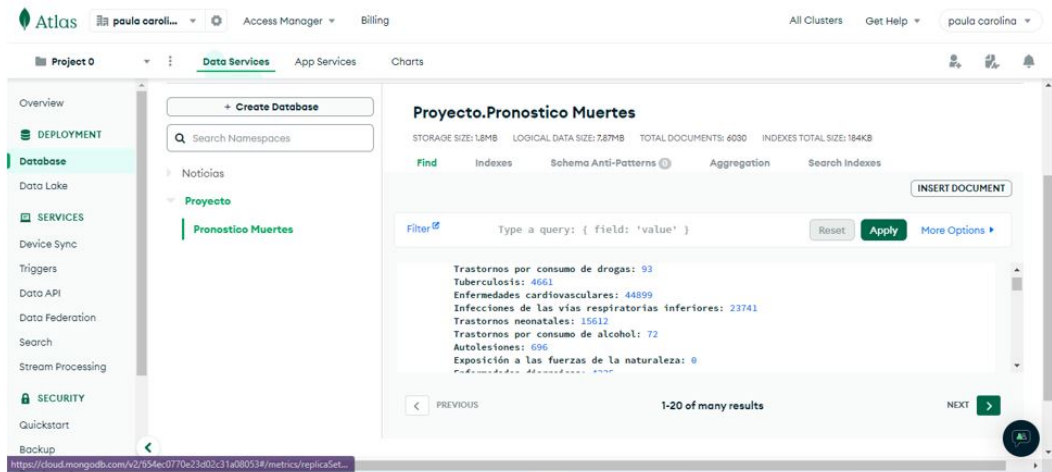 Atlas paula caroli... Access Manager Billing All Clusters Get Help paula carolina
Project 0 Data Services App Services Charts
Overview
DEPLOYMENT
Database
Data Lake
SERVICES
Device Sync
Triggers
Data API
Data Federation
Search
Stream Processing
SECURITY
Quickstart
Backup
+ Create Database
Search Namespaces
Noticias
Proyecto
Pronostico Muertes
Proyecto.Pronostico Muertes
STORAGE SIZE: 1.8MB LOGICAL DATA SIZE: 7.87MB TOTAL DOCUMENTS: 6030 INDEXES TOTAL SIZE: 184KB
Find Indexes Schema Anti-Patterns 0 Aggregation Search Indexes
INSERT DOCUMENT
Filter Type a query: { field: 'value' } Reset Apply More Options
Trastornos por consumo de drogas: 93
Tuberculosis: 4661
Enfermedades cardiovasculares: 44899
Infecciones de las vías respiratorias inferiores: 23741
Trastornos neonatales: 15612
Trastornos por consumo de alcohol: 72
Autolesiones: 696
Exposición a las fuerzas de la naturaleza: 0
PREVIOUS 1-20 of many results NEXT
https://cloud.mongodb.com/v2/654ec0770e23d02c31a08053#/metrics/replicaSet...